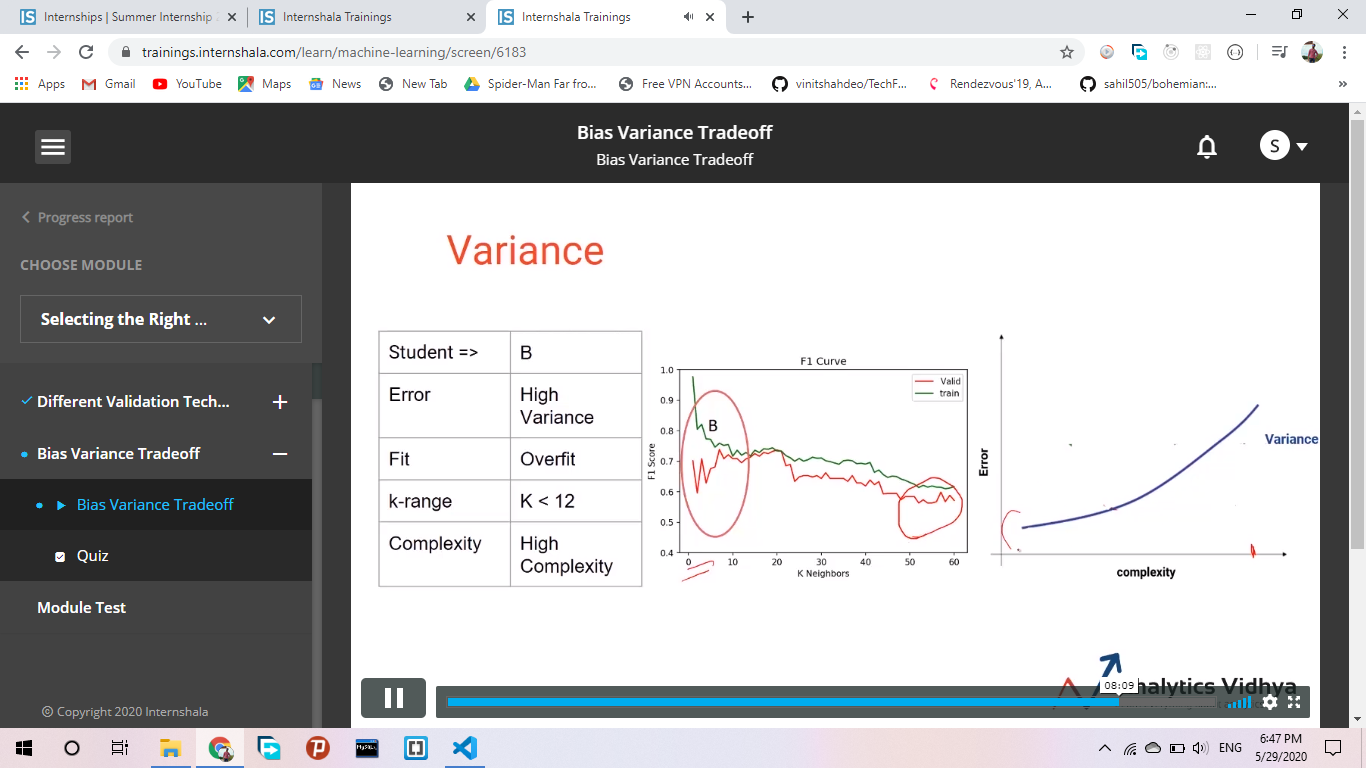 Internships | Summer Internship
Internshala Trainings
Internshala Trainings
trainings.internshala.com/learn/machine-learning/screen/6183
Apps
Gmail
YouTube
Maps
News
New Tab
Spider-Man Far fro...
Free VPN Accounts...
vinitshahdeo/TechF...
Rendezvous'19, A...
sahil505/bohemian:...
»
Bias Variance Tradeoff
Bias Variance Tradeoff
S
Progress report
CHOOSE MODULE
Selecting the Right ...
Different Validation Tech...
Bias Variance Tradeoff
Bias Variance Tradeoff
Quiz
Module Test
© Copyright 2020 Internshala
Variance
Student => B
Error High Variance
Fit Overfit
k-range K < 12
Complexity High Complexity
F1 Curve
Valid
train
B
F1 Score
1.0
0.9
0.8
0.7
0.6
0.5
0.4
0 10 20 30 40 50 60
K Neighbors
Error
Variance
complexity
08:09
nalytics Vidhya
ENG
6:47 PM
5/29/2020